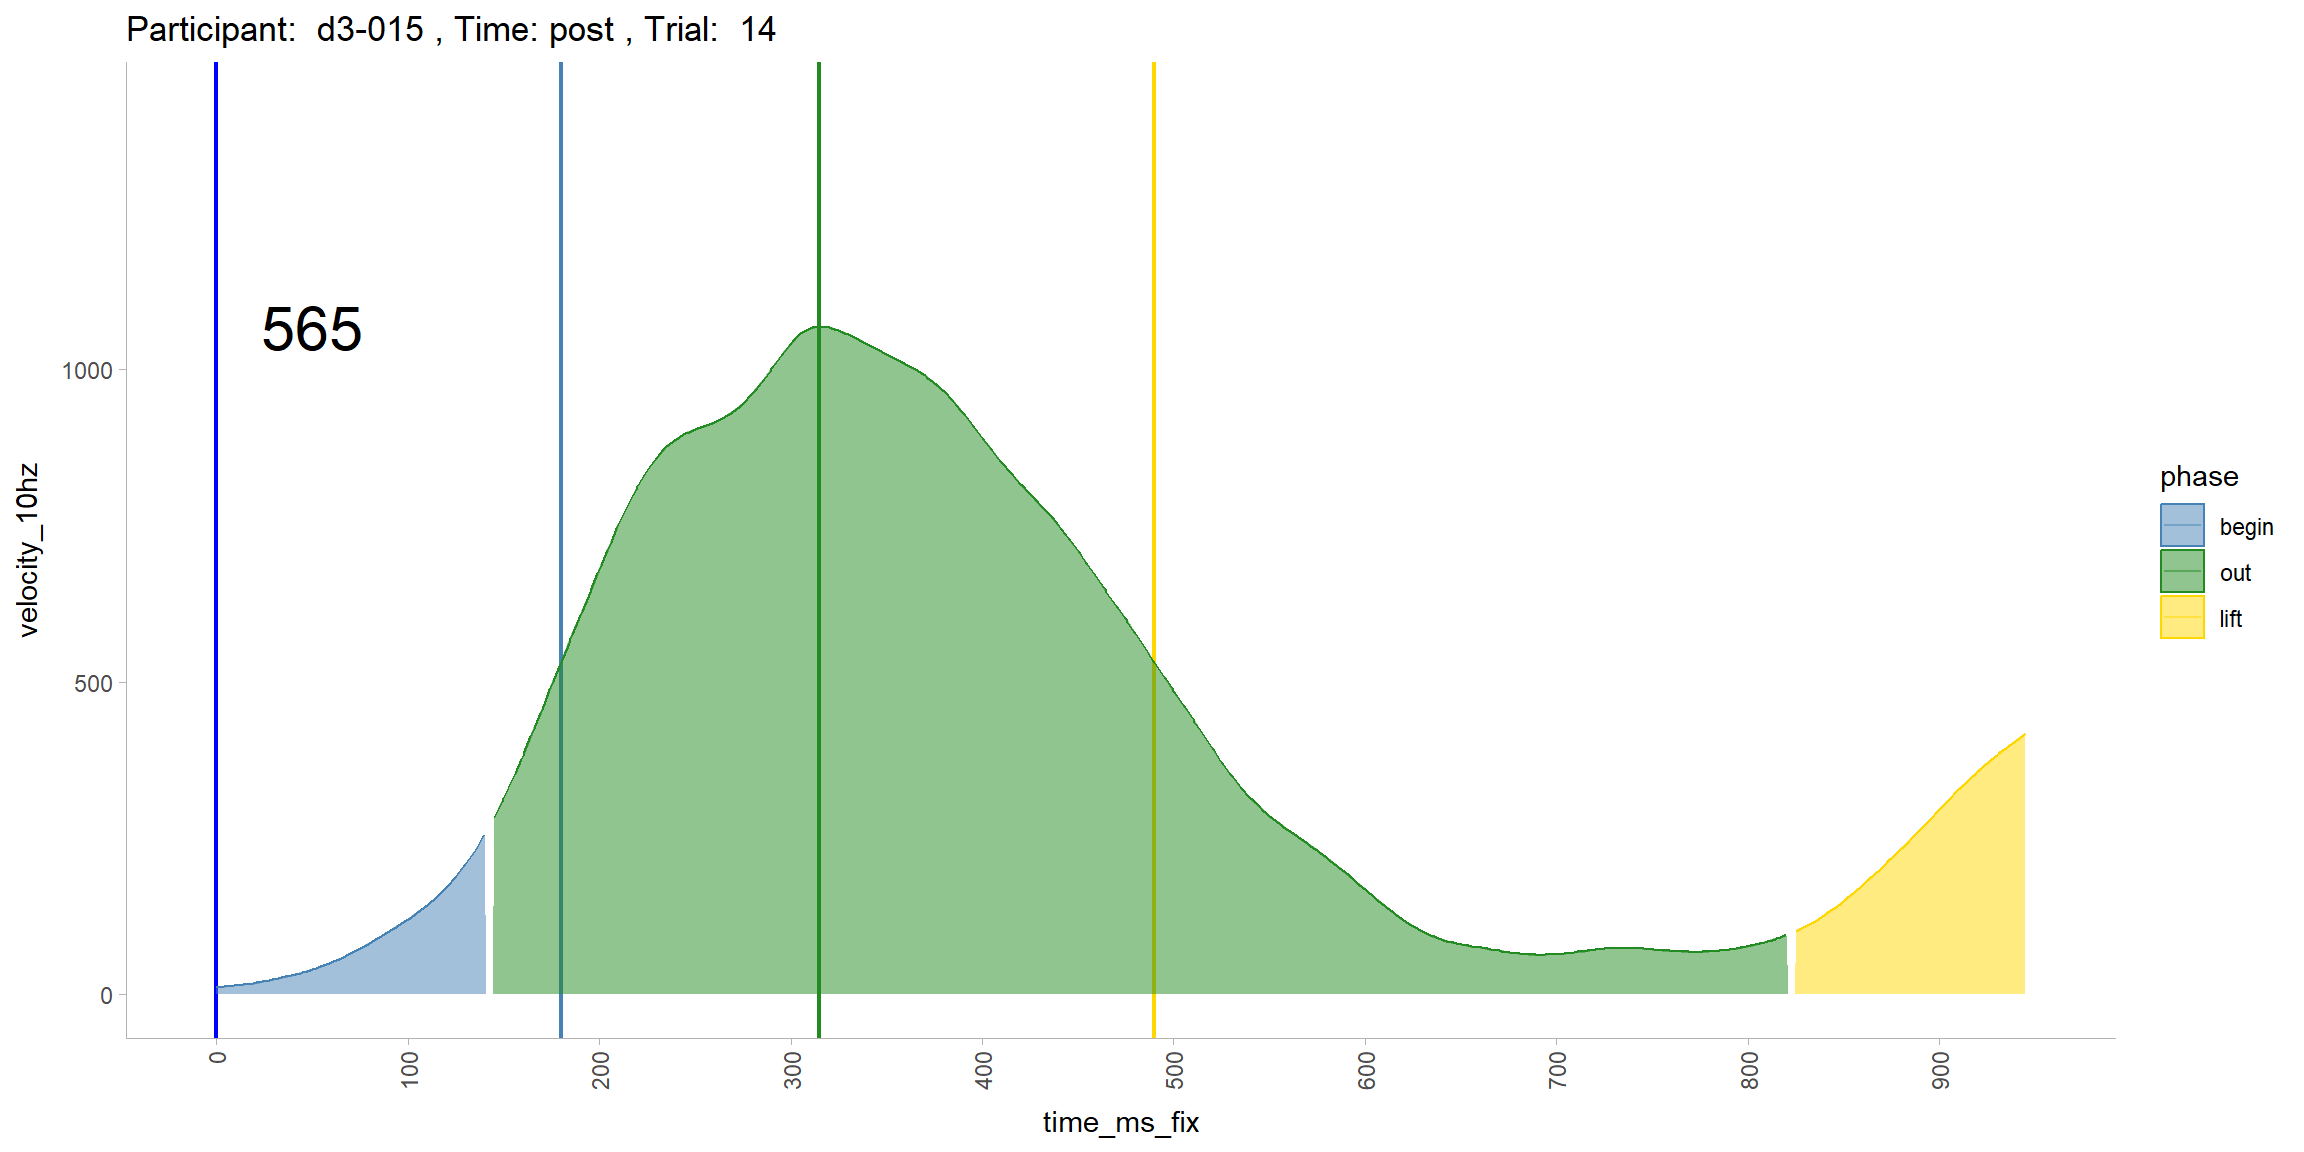 Participant:  d3-015 , Time: post , Trial:  14
565
1000
500
0
velocity_10hz
0
100
200
300
400
500
600
700
800
900
time_ms_fix
phase
begin
out
lift